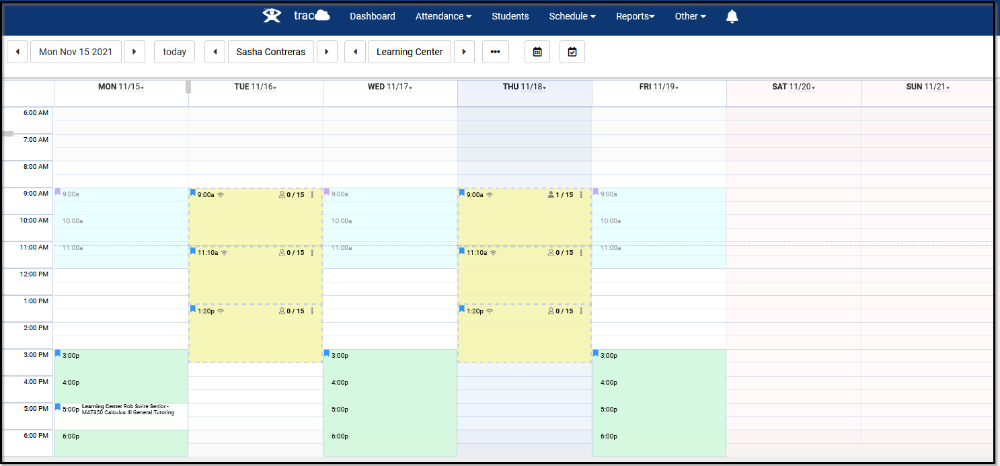 trac Dashboard Attendance Students Schedule Reports Other
Mon Nov 15 2021 today Sasha Contreras Learning Center •••
MON 11/15 TUE 11/16 WED 11/17 THU 11/18 FRI 11/19 SAT 11/20 SUN 11/21
6:00 AM
7:00 AM
8:00 AM
9:00 AM 9:00a 9:00a 0 / 15 9:00a 9:00a 1 / 15 9:00a
10:00 AM 10:00a 10:00a 10:00a
11:00 AM 11:00a 11:10a 0 / 15 11:00a 11:10a 0 / 15 11:00a
12:00 PM
1:00 PM 1:20p 0 / 15 1:20p 0 / 15
2:00 PM
3:00 PM 3:00p 3:00p 3:00p
4:00 PM 4:00p 4:00p 4:00p
5:00 PM 5:00p Learning Center Rob Swire Senior - 5:00p 5:00p
MAT350 Calculus III General Tutoring
6:00 PM 6:00p 6:00p 6:00p